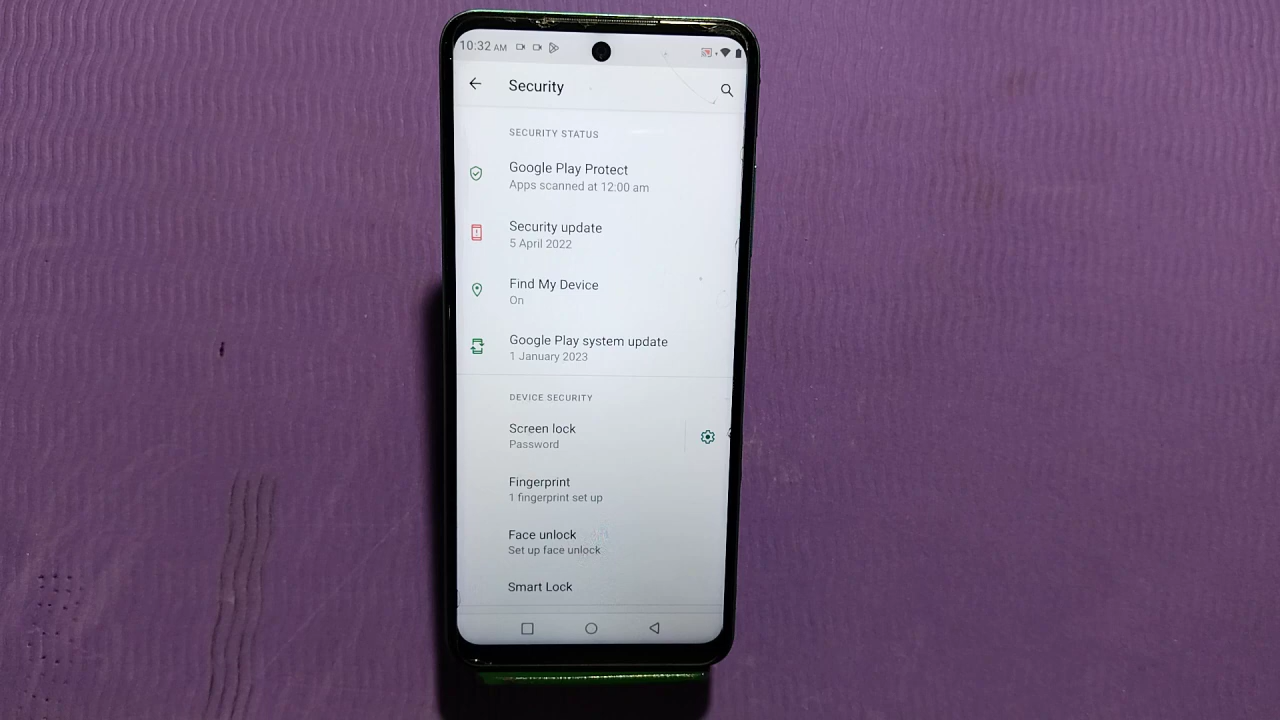 10:32 AM
Security
SECURITY STATUS
Google Play Protect
Apps scanned at 12:00 am
Security update
5 April 2022
Find My Device
On
Google Play system update
1 January 2023
DEVICE SECURITY
Screen lock
Password
Fingerprint
1 fingerprint set up
Face unlock
Set up face unlock
Smart Lock